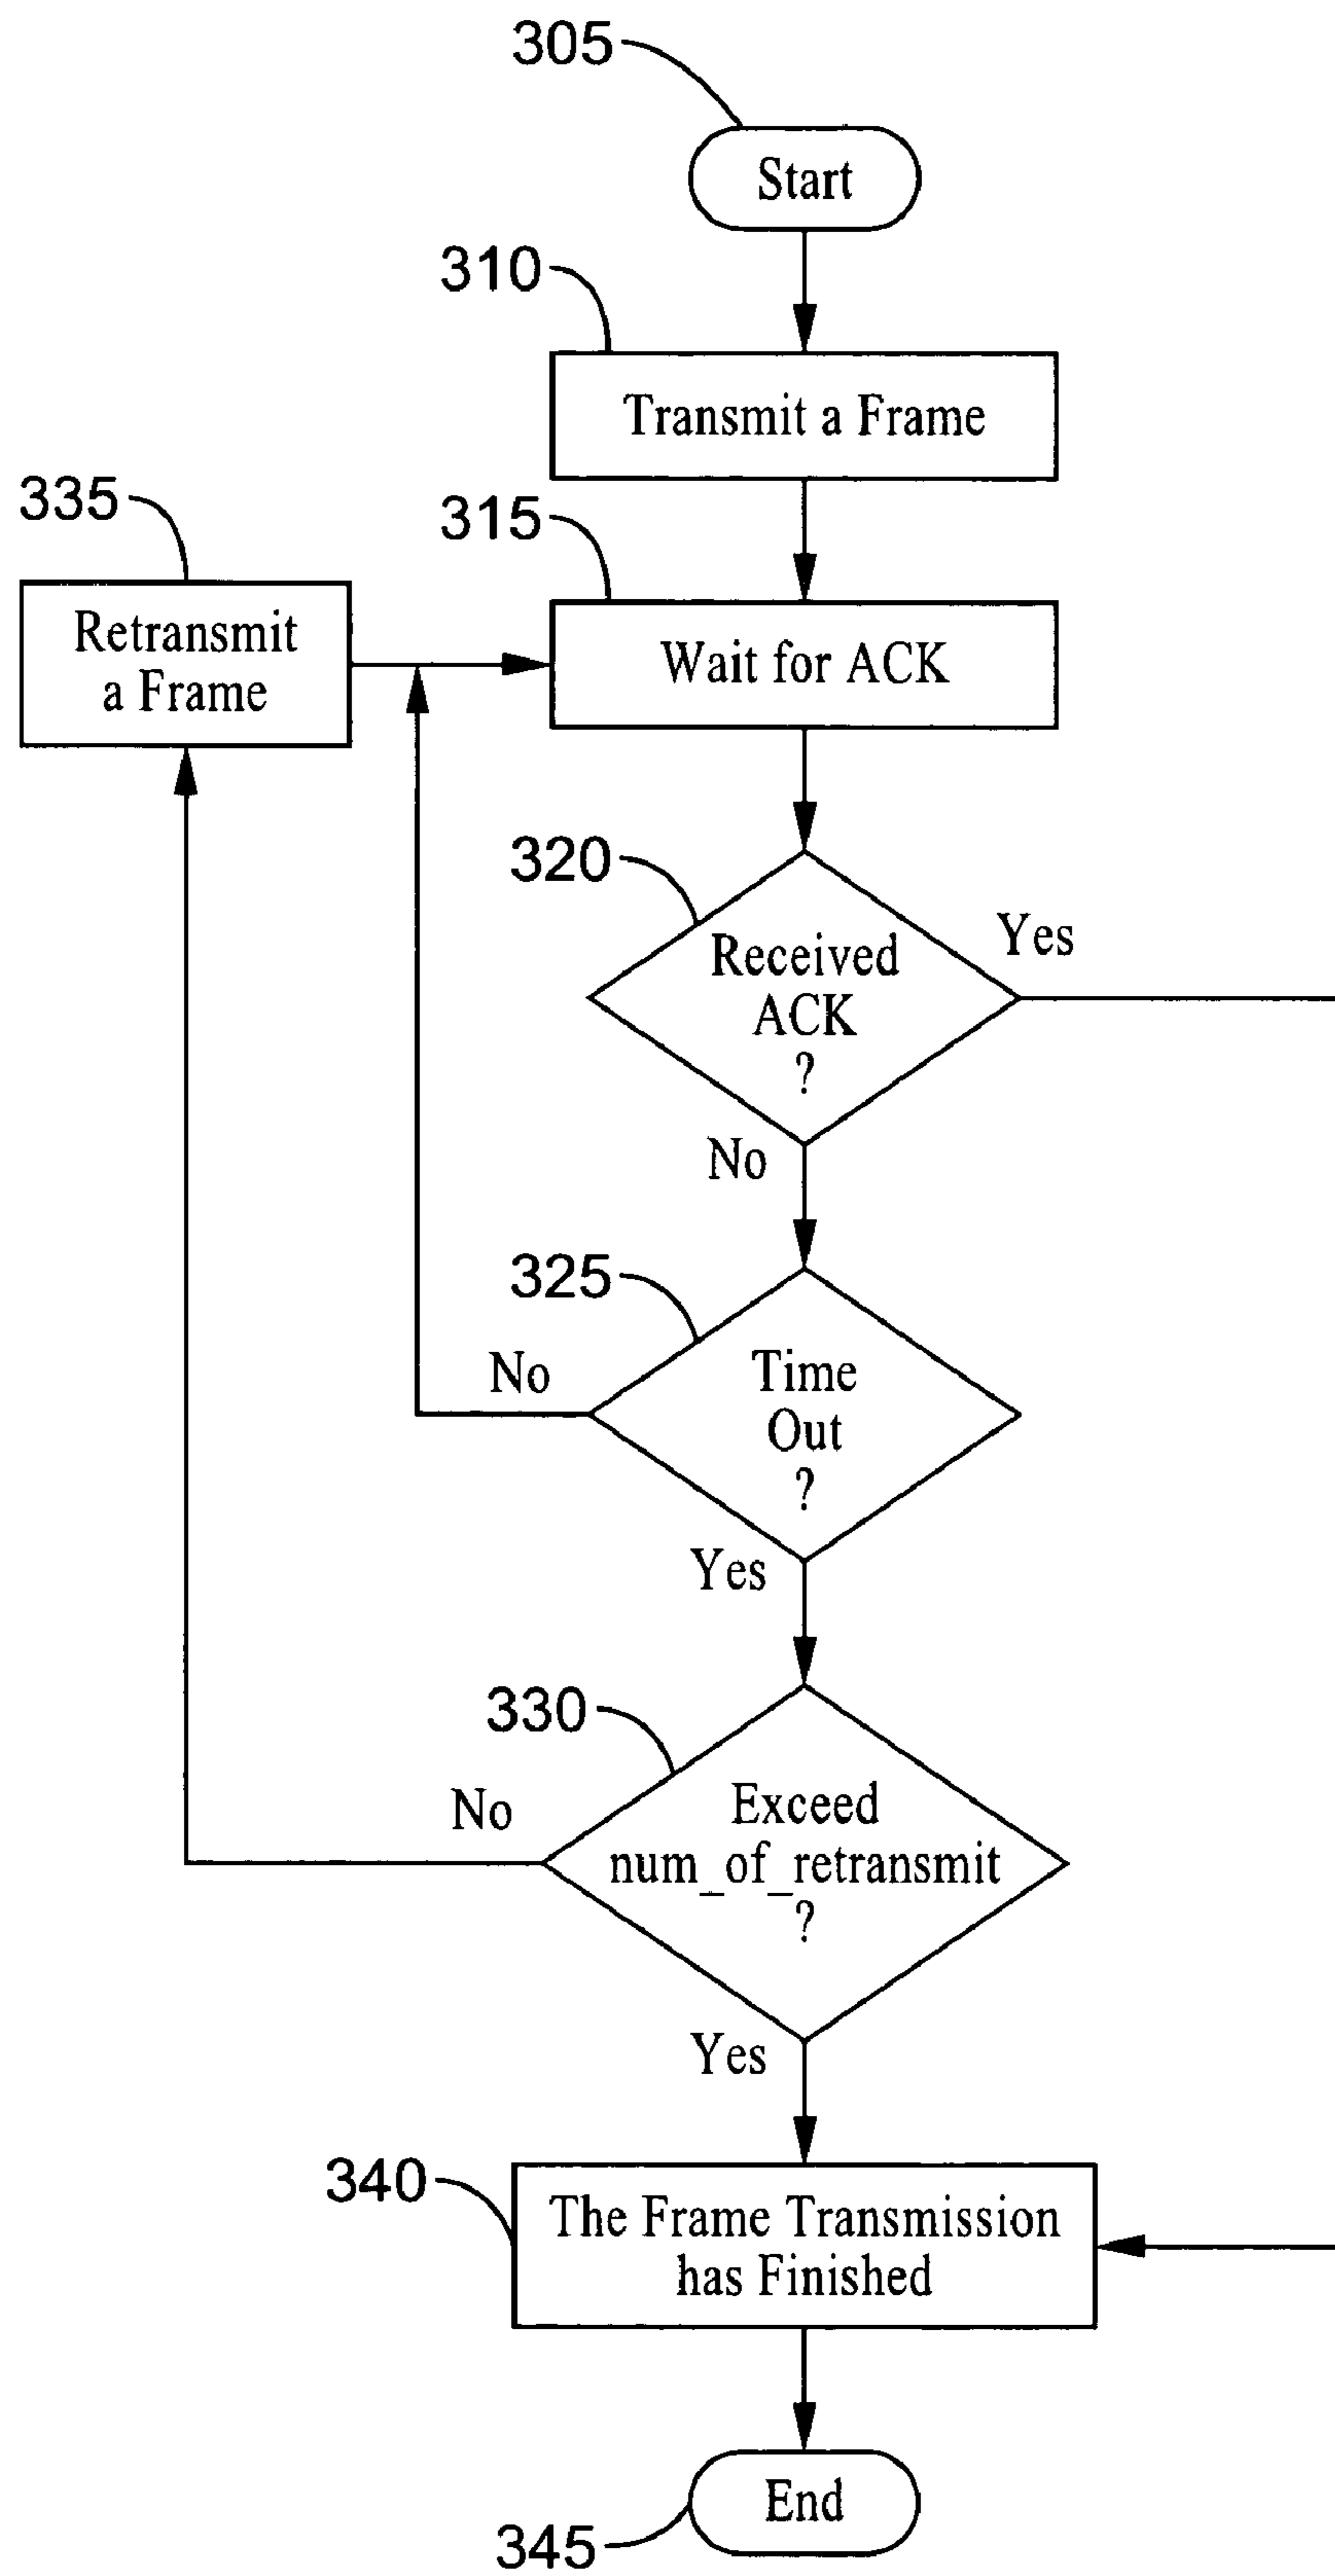 305
Start
310
Transmit a Frame
335
315
Retransmit
a Frame
Wait for ACK
320
Received
ACK
?
Yes
No
325
Time
Out
?
No
Yes
330
Exceed
num_of_retransmit
?
No
Yes
340
The Frame Transmission
has Finished
End
345